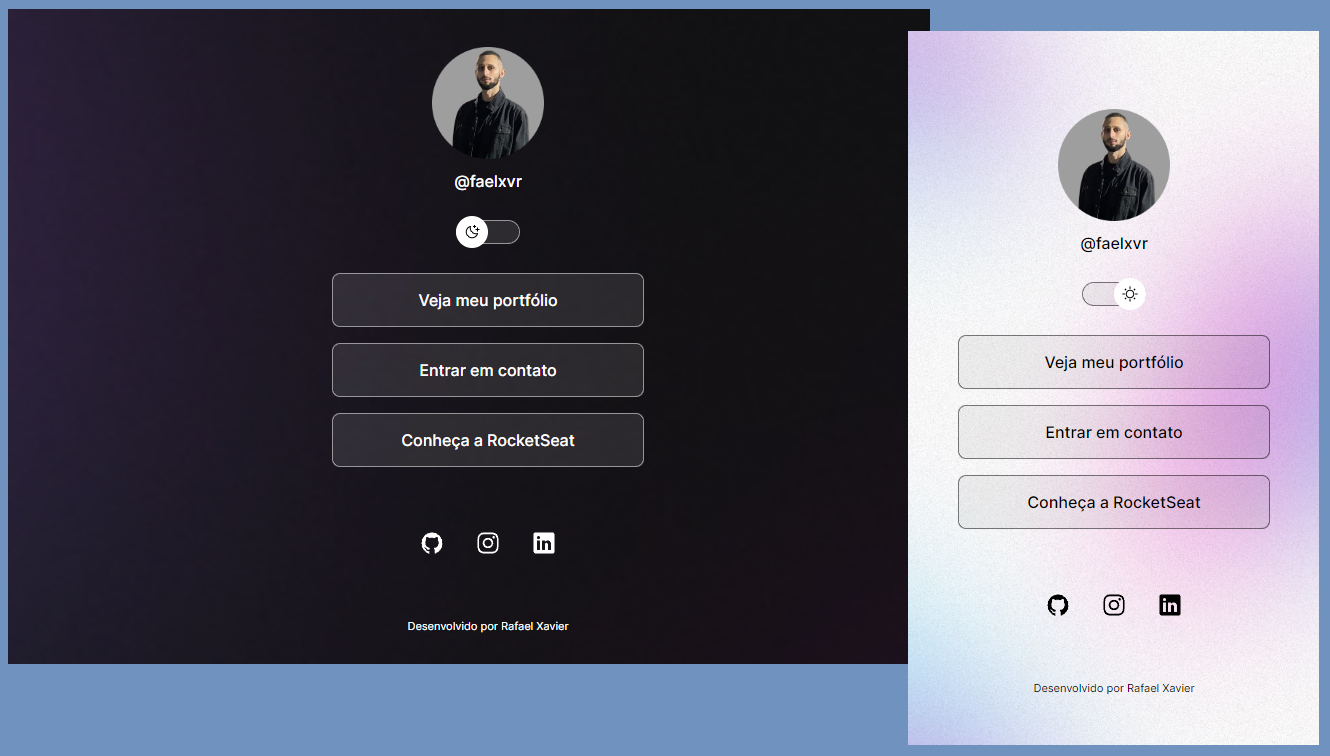 @faelxvr
Veja meu portfólio
Entrar em contato
Conheça a RocketSeat
Desenvolvido por Rafael Xavier
@faelxvr
Veja meu portfólio
Entrar em contato
Conheça a RocketSeat
Desenvolvido por Rafael Xavier